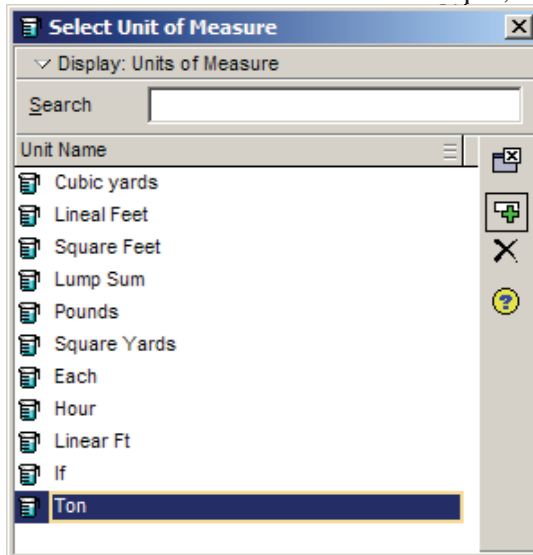 Select Unit of Measure
Display: Units of Measure
Search
Unit Name
Cubic yards
Lineal Feet
Square Feet
Lump Sum
Pounds
Square Yards
Each
Hour
Linear Ft
lf
Ton